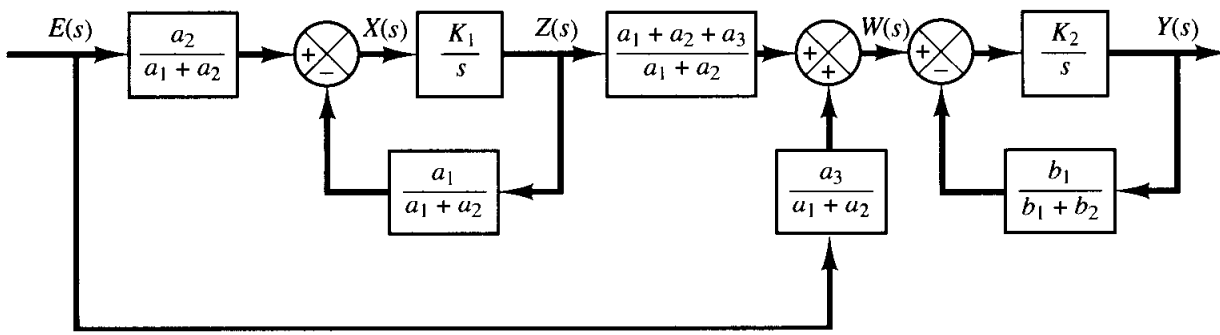 E(s)
a₂
a₁ + a₂
+
−
X(s)
K₁
s
Z(s)
a₁ + a₂ + a₃
a₁ + a₂
+
+
W(s)
+
−
K₂
s
Y(s)
a₁
a₁ + a₂
a₃
a₁ + a₂
b₁
b₁ + b₂